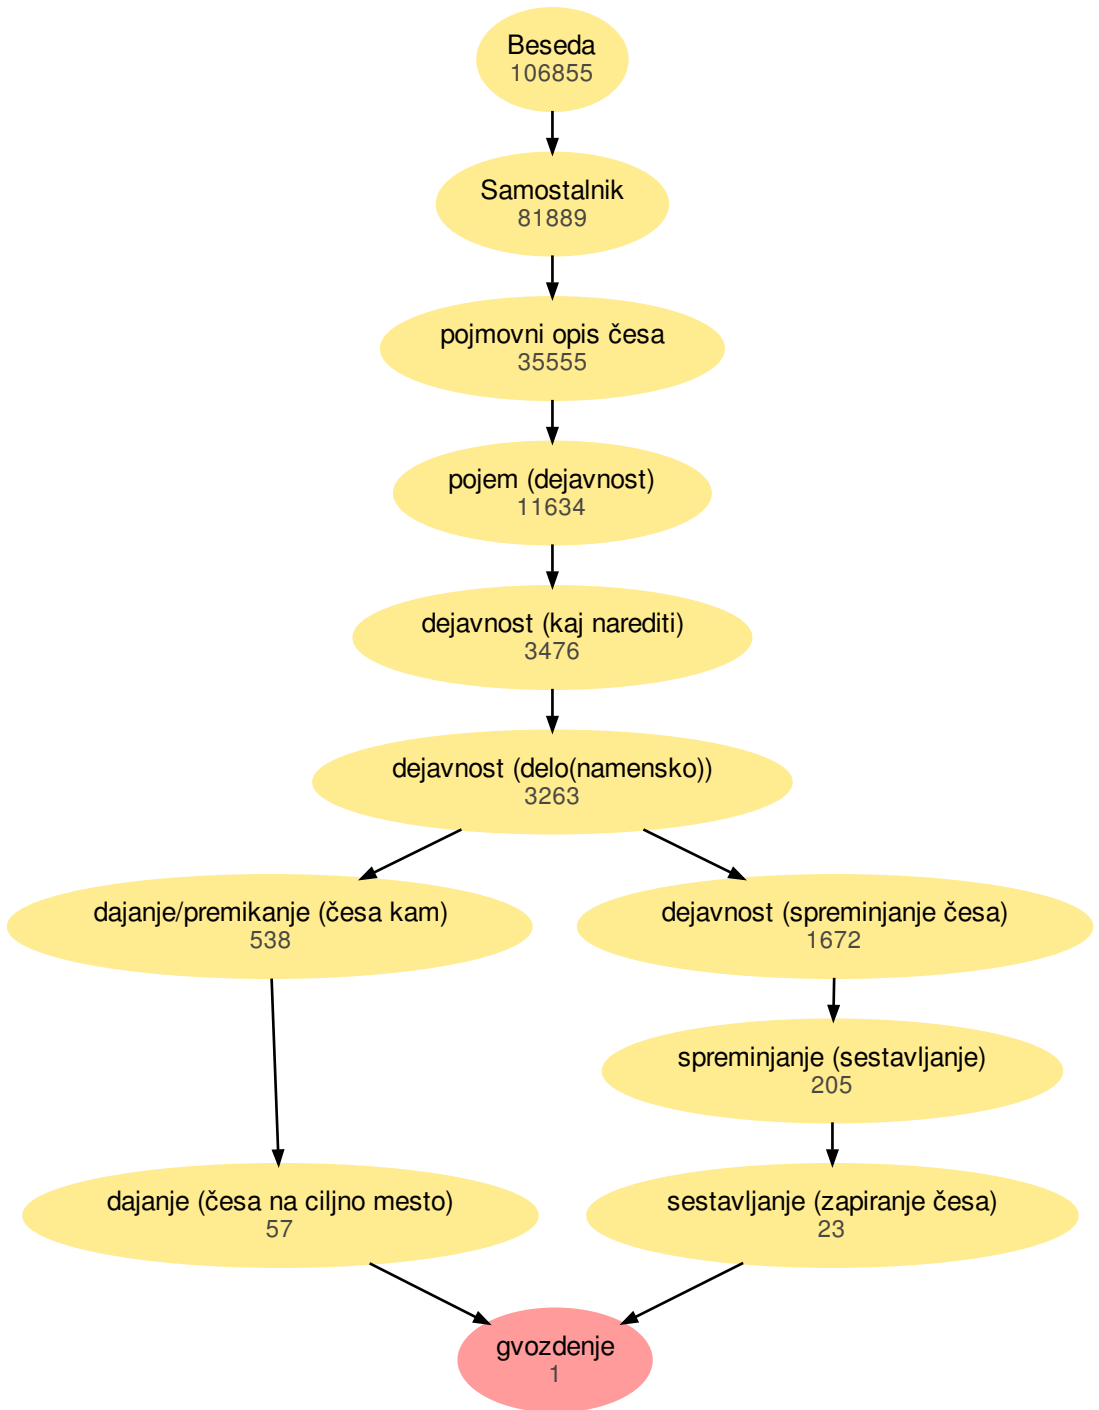 Beseda
106855
Samostalnik
81889
pojmovni opis česa
35555
pojem (dejavnost)
11634
dejavnost (kaj narediti)
3476
dejavnost (delo(namensko))
3263
dajanje/premikanje (česa kam)
538
dejavnost (spreminjanje česa)
1672
spreminjanje (sestavljanje)
205
dajanje (česa na ciljno mesto)
57
sestavljanje (zapiranje česa)
23
gvozdenje
1